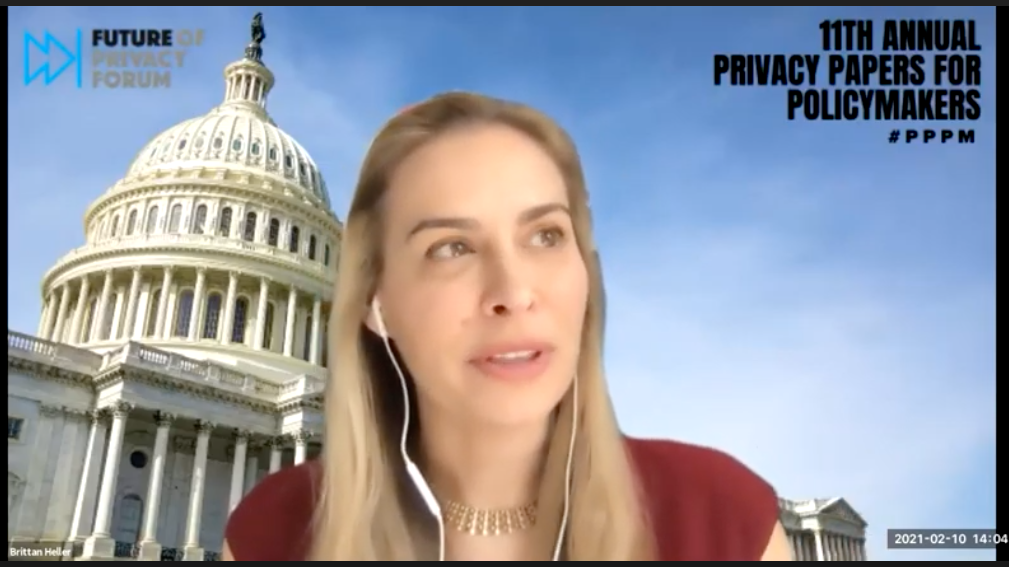 FUTURE OF
PRIVACY
FORUM
11TH ANNUAL
PRIVACY PAPERS FOR
POLICYMAKERS
#PPPM
Brittan Heller
2021-02-10 14:04